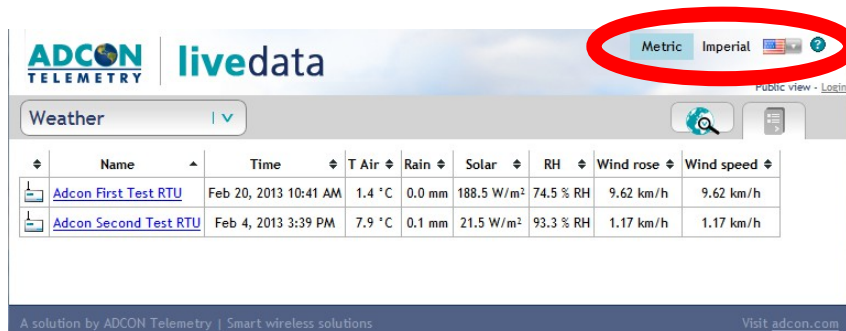 Metric Imperial
ADCON
TELEMETRY
livedata
Public view - Login
Weather
Name Time T Air Rain Solar RH Wind rose Wind speed
Adcon First Test RTU Feb 20, 2013 10:41 AM 1.4 °C 0.0 mm 188.5 W/m² 74.5 % RH 9.62 km/h 9.62 km/h
Adcon Second Test RTU Feb 4, 2013 3:39 PM 7.9 °C 0.1 mm 21.5 W/m² 93.3 % RH 1.17 km/h 1.17 km/h
A solution by ADCON Telemetry | Smart wireless solutions Visit adcon.com